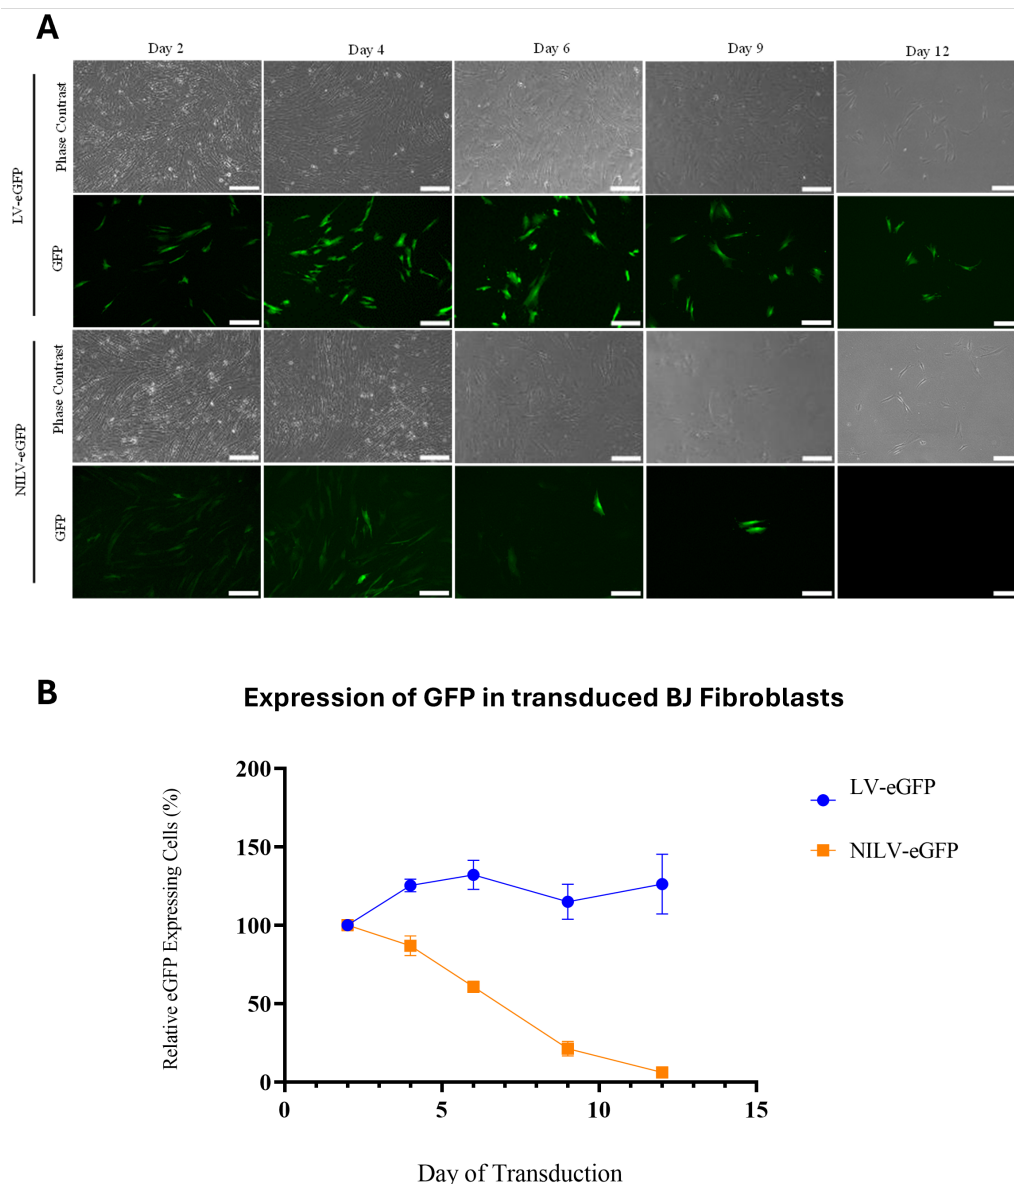 A
Day 2 Day 4 Day 6 Day 9 Day 12
LV-eGFP
Phase Contrast
GFP
NILV-eGFP
Phase Contrast
GFP
B
Expression of GFP in transduced BJ Fibroblasts
Relative eGFP Expressing Cells (%)
200
150
100
50
0
0 5 10 15
Day of Transduction
LV-eGFP
NILV-eGFP